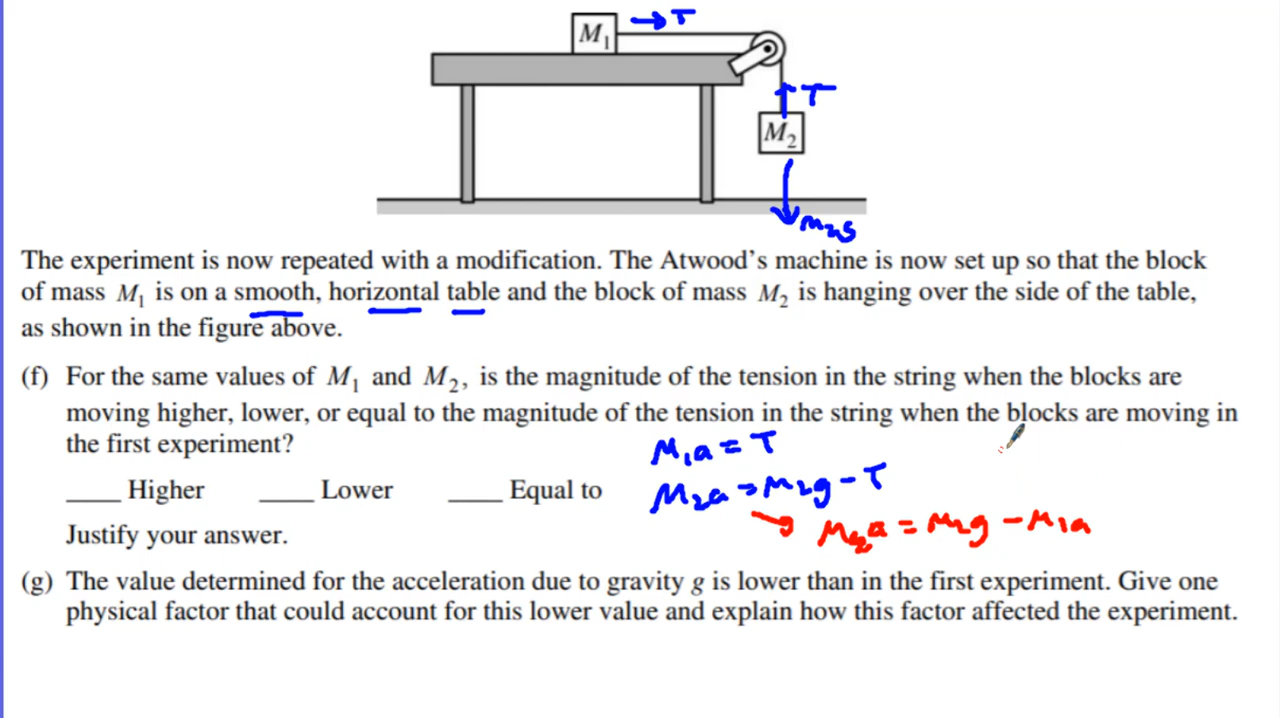 M₁ → T
T
M₂
M₂g
The experiment is now repeated with a modification. The Atwood's machine is now set up so that the block
of mass M₁ is on a smooth, horizontal table and the block of mass M₂ is hanging over the side of the table,
as shown in the figure above.
(f) For the same values of M₁ and M₂, is the magnitude of the tension in the string when the blocks are
moving higher, lower, or equal to the magnitude of the tension in the string when the blocks are moving in
the first experiment?
M₁a = T
____ Higher ____ Lower ____ Equal to
M₂a = M₂g - T
Justify your answer.
→ M₂a = M₂g - M₁a
(g) The value determined for the acceleration due to gravity g is lower than in the first experiment. Give one
physical factor that could account for this lower value and explain how this factor affected the experiment.